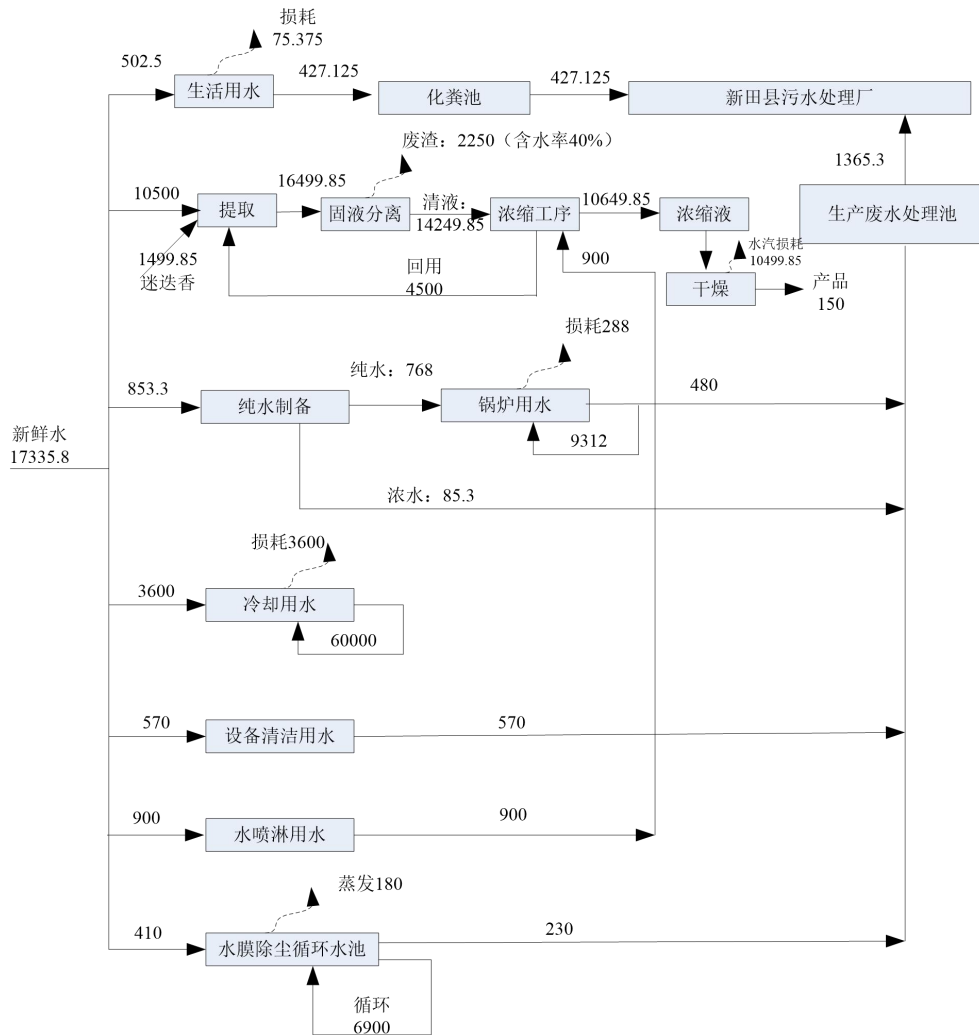 损耗
75.375
502.5
生活用水
427.125
化粪池
427.125
新田县污水处理厂
1365.3
废渣：2250（含水率40%）
10500
提取
16499.85
固液分离
清液：
14249.85
浓缩工序
10649.85
浓缩液
生产废水处理池
1499.85
迷迭香
回用
4500
900
水汽损耗
10499.85
干燥
产品
150
损耗288
853.3
纯水制备
纯水：768
锅炉用水
480
9312
新鲜水
17335.8
浓水：85.3
损耗3600
3600
冷却用水
60000
570
设备清洁用水
570
900
水喷淋用水
900
蒸发180
410
水膜除尘循环水池
230
循环
6900